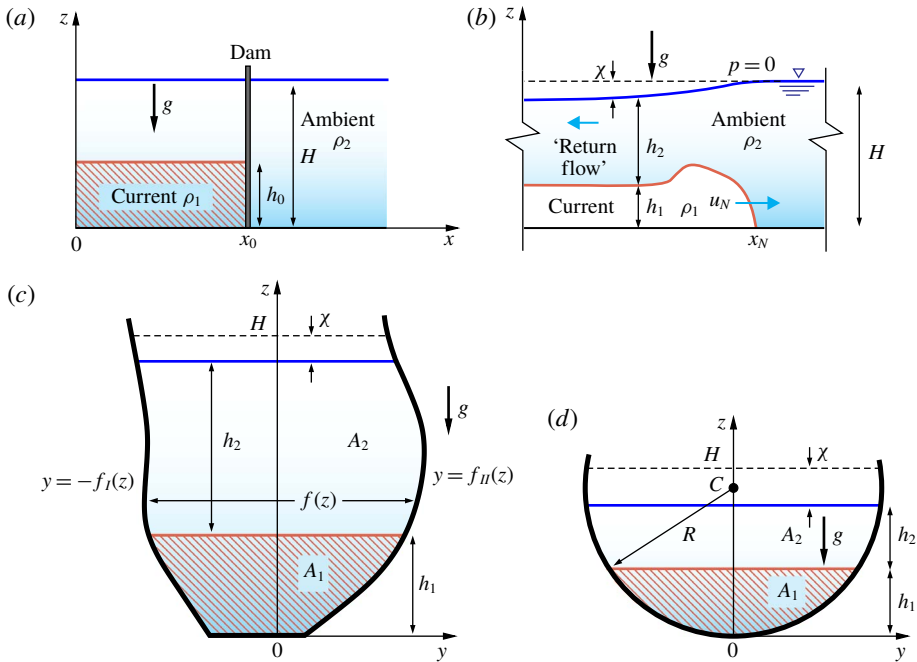 (a)
z
Dam
g
Ambient
ρ2
H
Current ρ1
h0
0
x0
x
(b)
z
g
p = 0
χ
Ambient
ρ2
'Return
flow'
h2
H
Current
h1
ρ1
uN
xN
(c)
z
H
χ
h2
A2
g
y = −fI(z)
f(z)
y = fII(z)
A1
h1
0
y
(d)
z
H
χ
C
R
A2
g
h2
A1
h1
0
y